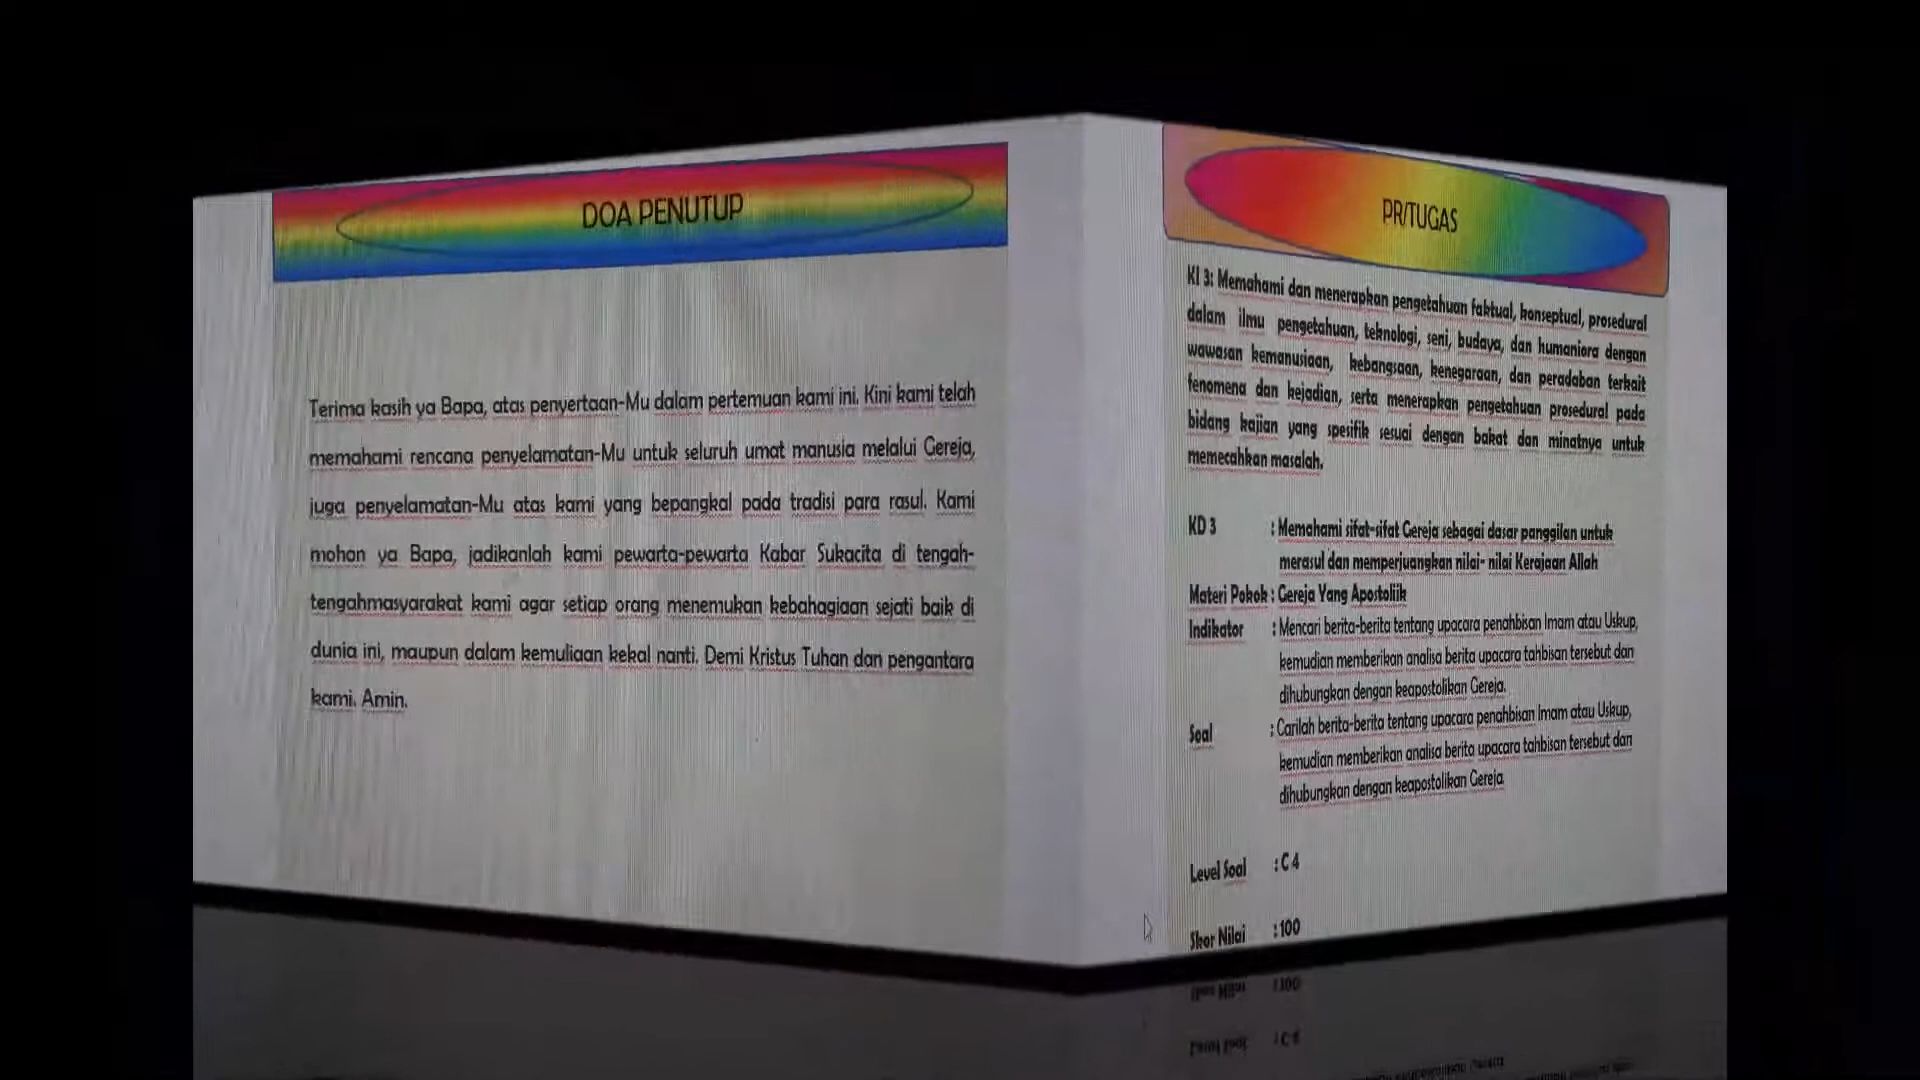 DOA PENUTUP
Terima kasih ya Bapa, atas penyertaan-Mu dalam pertemuan kami ini. Kini kami telah
memahami rencana penyelamatan-Mu untuk seluruh umat manusia melalui Gereja,
juga penyelamatan-Mu atas kami yang bepangkal pada tradisi para rasul. Kami
mohon ya Bapa, jadikanlah kami pewarta-pewarta Kabar Sukacita di tengah-
tengahmasyarakat kami agar setiap orang menemukan kebahagiaan sejati baik di
dunia ini, maupun dalam kemuliaan kekal nanti. Demi Kristus Tuhan dan pengantara
kami. Amin.
PR/TUGAS
KI 3: Memahami dan menerapkan pengetahuan faktual, konseptual, prosedural
dalam ilmu pengetahuan, teknologi, seni, budaya, dan humaniora dengan
wawasan kemanusiaan, kebangsaan, kenegaraan, dan peradaban terkait
fenomena dan kejadian, serta menerapkan pengetahuan prosedural pada
bidang kajian yang spesifik sesuai dengan bakat dan minatnya untuk
memecahkan masalah.
KD 3 : Memahami sifat-sifat Gereja sebagai dasar panggilan untuk
merasul dan memperjuangkan nilai- nilai Kerajaan Allah
Materi Pokok : Gereja Yang Apostoliik
Indikator : Mencari berita-berita tentang upacara penahbisan Imam atau Uskup,
kemudian memberikan analisa berita upacara tahbisan tersebut dan
dihubungkan dengan keapostolikan Gereja.
Soal : Carilah berita-berita tentang upacara penahbisan Imam atau Uskup,
kemudian memberikan analisa berita upacara tahbisan tersebut dan
dihubungkan dengan keapostolikan Gereja
Level Soal : C 4
Skor Nilai : 100